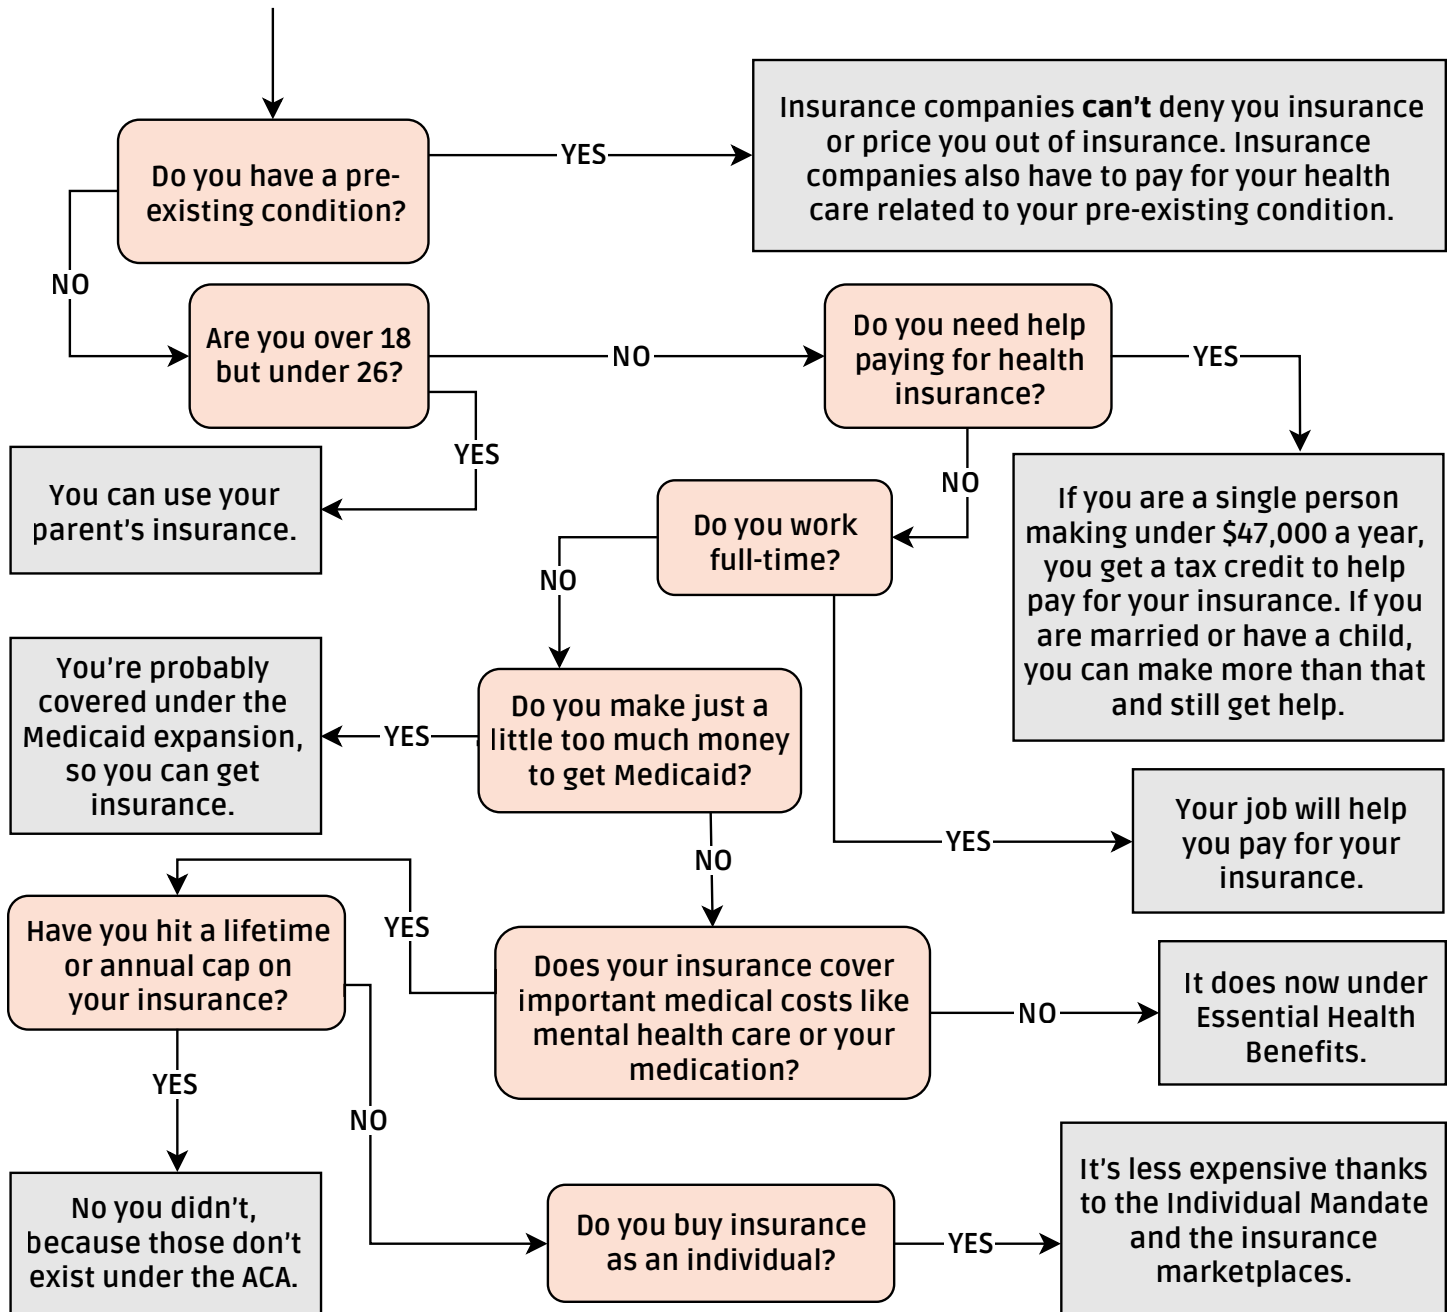 Do you have a pre-
existing condition?
YES
Insurance companies can't deny you insurance
or price you out of insurance. Insurance
companies also have to pay for your health
care related to your pre-existing condition.
NO
Are you over 18
but under 26?
NO
Do you need help
paying for health
insurance?
YES
YES
You can use your
parent's insurance.
NO
Do you work
full-time?
If you are a single person
making under $47,000 a year,
you get a tax credit to help
pay for your insurance. If you
are married or have a child,
you can make more than that
and still get help.
NO
You're probably
covered under the
Medicaid expansion,
so you can get
insurance.
YES
Do you make just a
little too much money
to get Medicaid?
YES
Your job will help
you pay for your
insurance.
NO
Have you hit a lifetime
or annual cap on
your insurance?
YES
Does your insurance cover
important medical costs like
mental health care or your
medication?
NO
It does now under
Essential Health
Benefits.
YES
NO
No you didn't,
because those don't
exist under the ACA.
Do you buy insurance
as an individual?
YES
It's less expensive thanks
to the Individual Mandate
and the insurance
marketplaces.